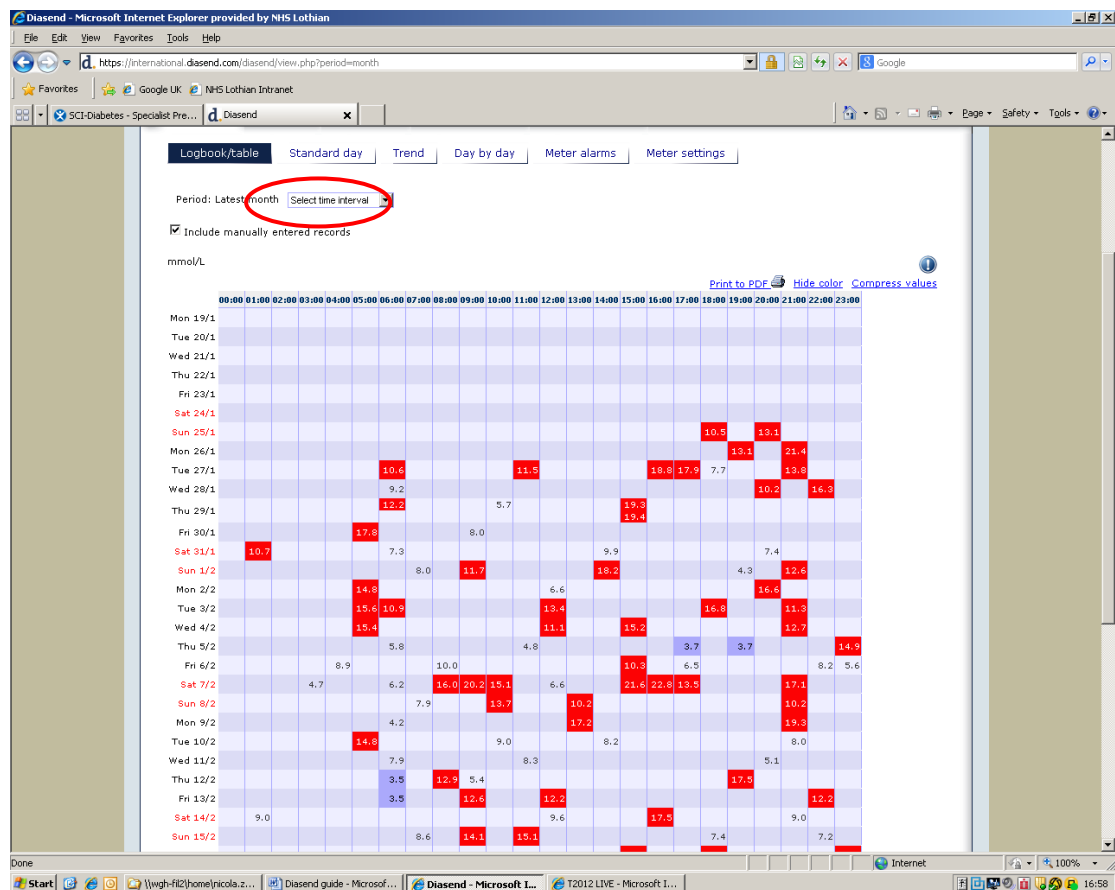 Diasend - Microsoft Internet Explorer provided by NHS Lothian
File Edit View Favorites Tools Help
d. https://international.diasend.com/diasend/view.php?period=month Google
Favorites Google UK NHS Lothian Intranet
SCI-Diabetes - Specialist Pre... d Diasend x Page Safety Tools
Logbook/table Standard day Trend Day by day Meter alarms Meter settings
Period: Latest month Select time interval
Include manually entered records
mmol/L
Print to PDF Hide color Compress values
00:00 01:00 02:00 03:00 04:00 05:00 06:00 07:00 08:00 09:00 10:00 11:00 12:00 13:00 14:00 15:00 16:00 17:00 18:00 19:00 20:00 21:00 22:00 23:00
Mon 19/1
Tue 20/1
Wed 21/1
Thu 22/1
Fri 23/1
Sat 24/1
Sun 25/1 10.5 13.1
Mon 26/1 13.1 21.4
Tue 27/1 10.6 11.5 18.8 17.9 7.7 13.8
Wed 28/1 9.2 10.2 16.3
Thu 29/1 12.2 5.7 19.3
19.4
Fri 30/1 17.8 8.0
Sat 31/1 10.7 7.3 9.9 7.4
Sun 1/2 8.0 11.7 18.2 4.3 12.6
Mon 2/2 14.8 6.6 16.6
Tue 3/2 15.6 10.9 13.4 16.8 11.3
Wed 4/2 15.4 11.1 15.2 12.7
Thu 5/2 5.8 4.8 3.7 3.7 14.9
Fri 6/2 8.9 10.0 10.3 6.5 8.2 5.6
Sat 7/2 4.7 6.2 16.0 20.2 15.1 6.6 21.6 22.8 13.5 17.1
Sun 8/2 7.9 13.7 10.2 10.2
Mon 9/2 4.2 17.2 19.3
Tue 10/2 14.8 9.0 8.2 8.0
Wed 11/2 7.9 8.3 5.1
Thu 12/2 3.5 12.9 5.4 17.5
Fri 13/2 3.5 12.6 12.2 12.2
Sat 14/2 9.0 9.6 17.5 9.0
Sun 15/2 8.6 14.1 15.1 7.4 7.2
Done Internet 100%
Start \\wgh-fil2\home\nicola.z... Diasend guide - Microsof... Diasend - Microsoft I... T2012 LIVE - Microsoft I... 16:58